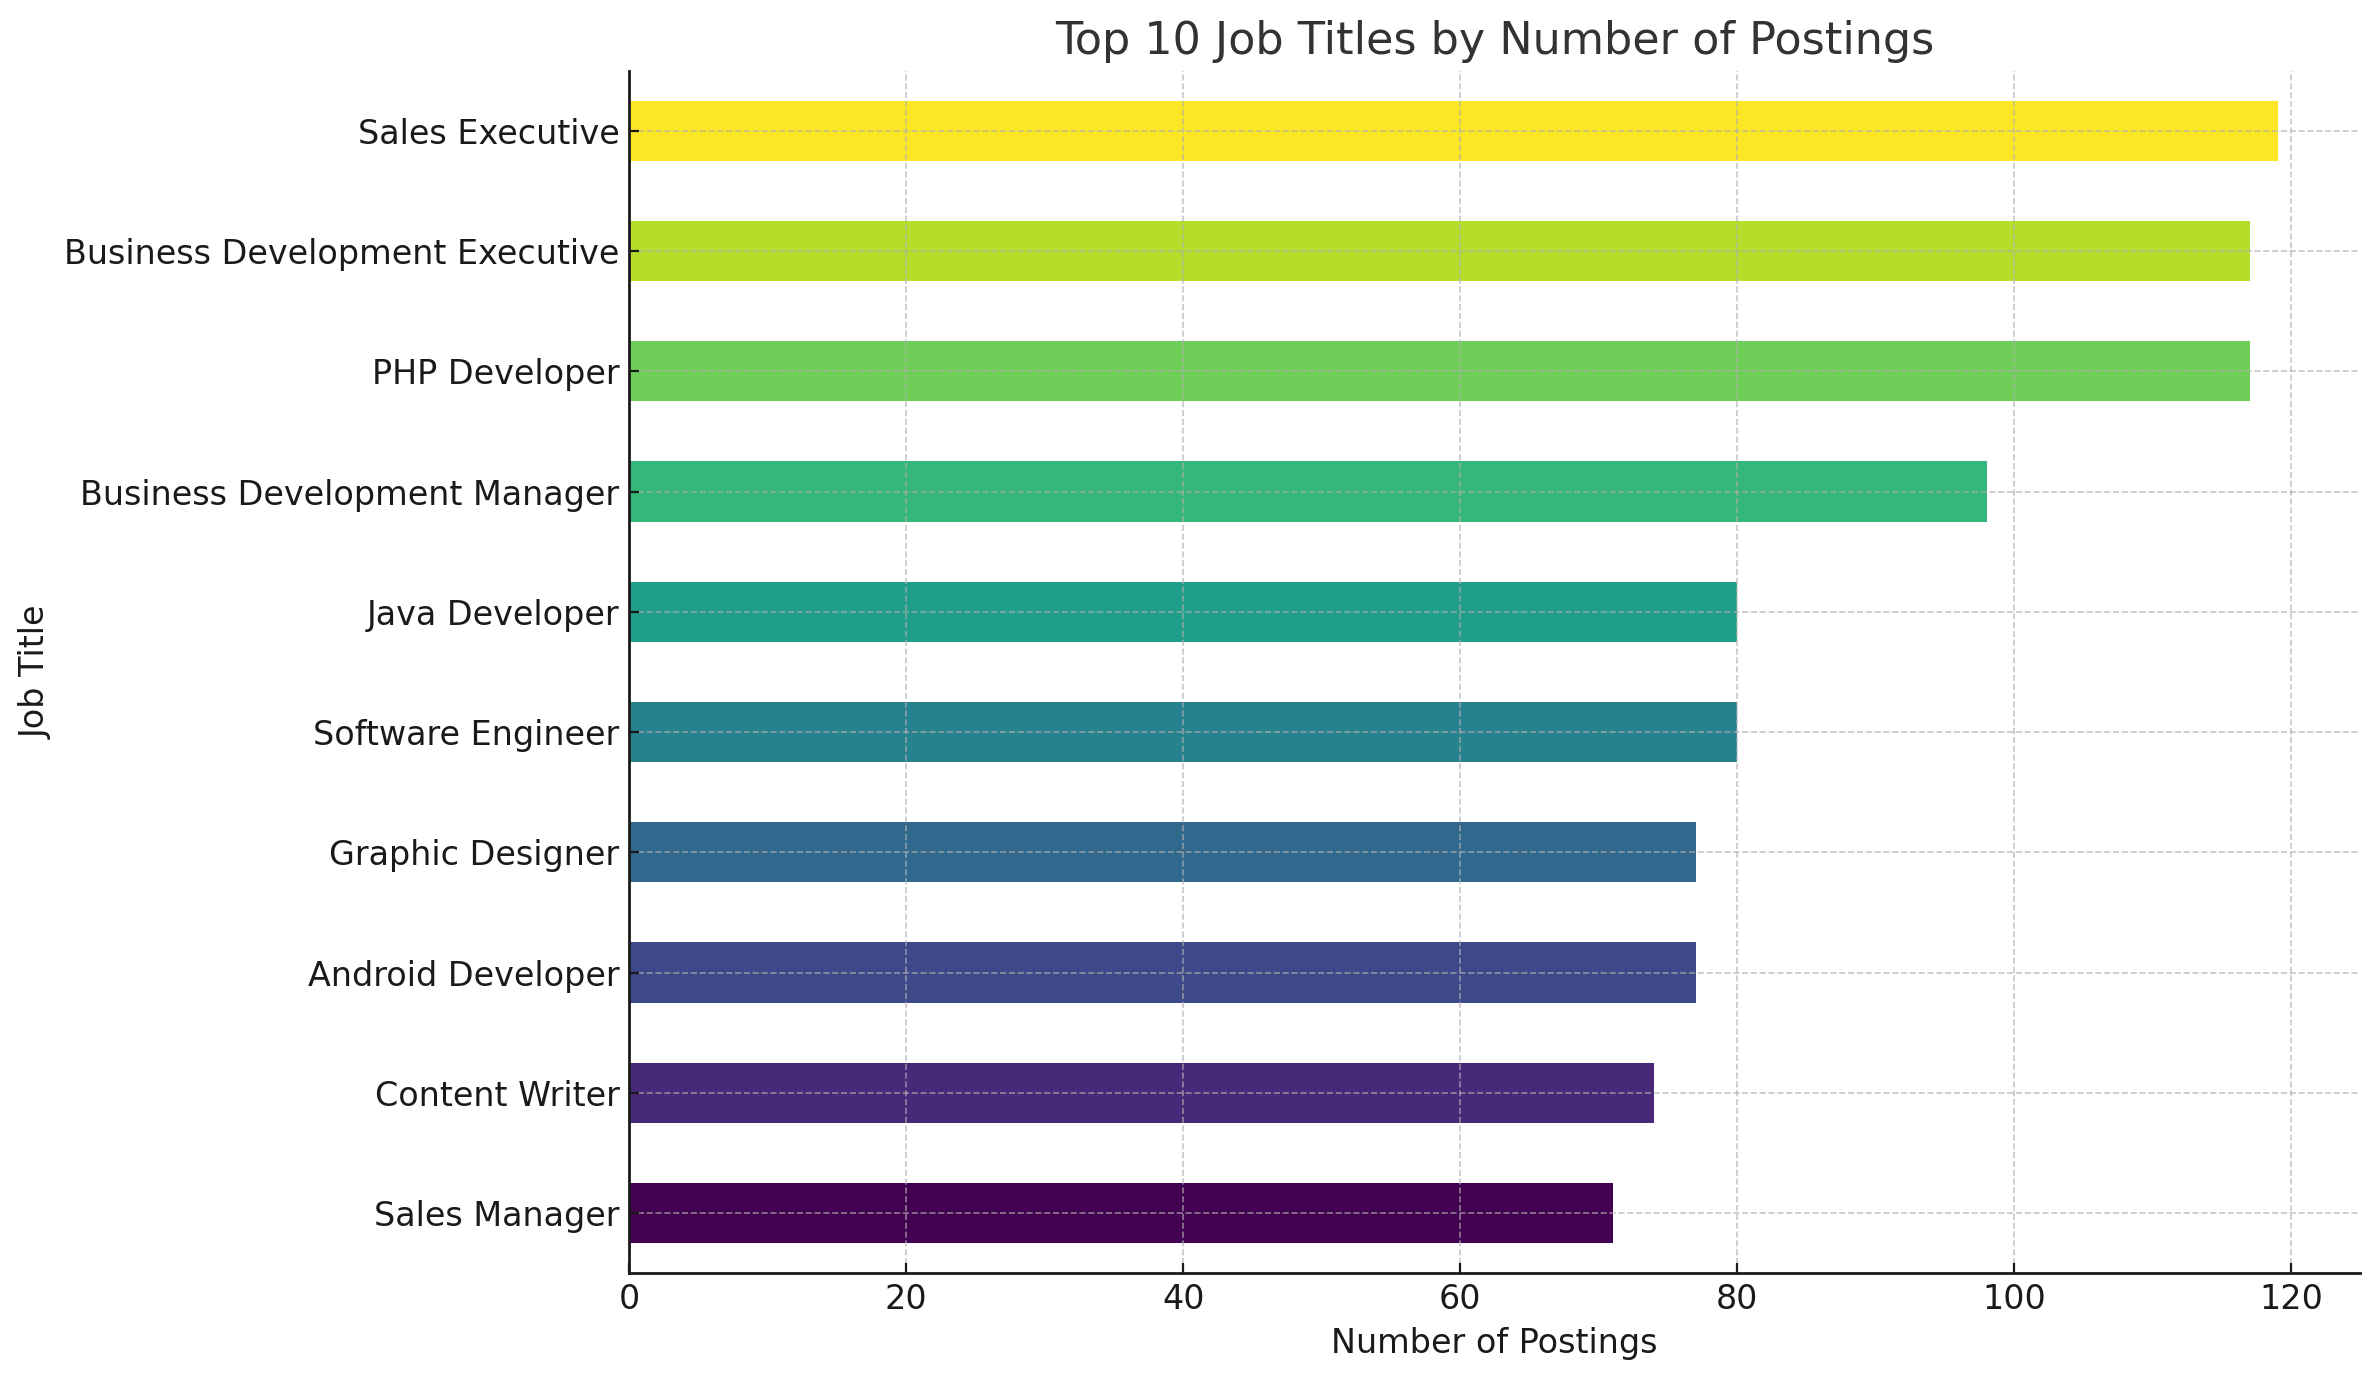 Top 10 Job Titles by Number of Postings
Sales Executive
Business Development Executive
PHP Developer
Business Development Manager
Java Developer
Software Engineer
Graphic Designer
Android Developer
Content Writer
Sales Manager
Job Title
0 20 40 60 80 100 120
Number of Postings